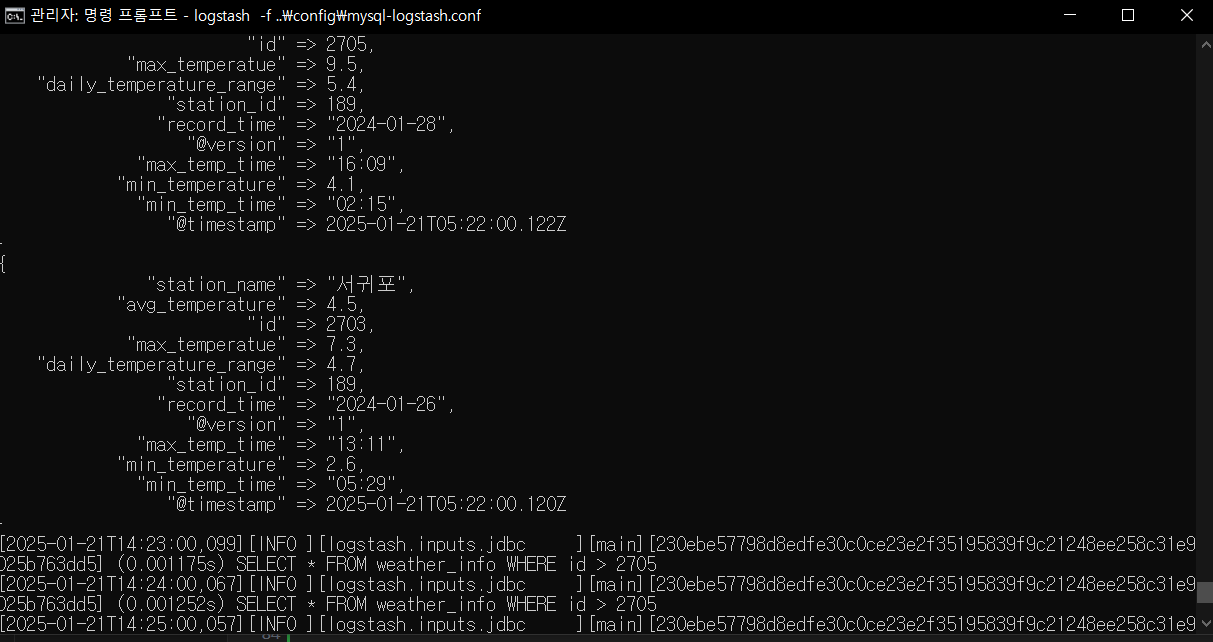 관리자: 명령 프롬프트 - logstash -f ..\config\mysql-logstash.conf
"id" => 2705,
"max_temperatue" => 9.5,
"daily_temperature_range" => 5.4,
"station_id" => 189,
"record_time" => "2024-01-28",
"@version" => "1",
"max_temp_time" => "16:09",
"min_temperature" => 4.1,
"min_temp_time" => "02:15",
"@timestamp" => 2025-01-21T05:22:00.122Z
{
"station_name" => "서귀포",
"avg_temperature" => 4.5,
"id" => 2703,
"max_temperatue" => 7.3,
"daily_temperature_range" => 4.7,
"station_id" => 189,
"record_time" => "2024-01-26",
"@version" => "1",
"max_temp_time" => "13:11",
"min_temperature" => 2.6,
"min_temp_time" => "05:29",
"@timestamp" => 2025-01-21T05:22:00.120Z
[2025-01-21T14:23:00,099][INFO ][logstash.inputs.jdbc     ][main][230ebe57798d8edfe30c0ce23e2f35195839f9c21248ee258c31e9
025b763dd5] (0.001175s) SELECT * FROM weather_info WHERE id > 2705
[2025-01-21T14:24:00,067][INFO ][logstash.inputs.jdbc     ][main][230ebe57798d8edfe30c0ce23e2f35195839f9c21248ee258c31e9
025b763dd5] (0.001252s) SELECT * FROM weather_info WHERE id > 2705
[2025-01-21T14:25:00,057][INFO ][logstash.inputs.jdbc     ][main][230ebe57798d8edfe30c0ce23e2f35195839f9c21248ee258c31e9